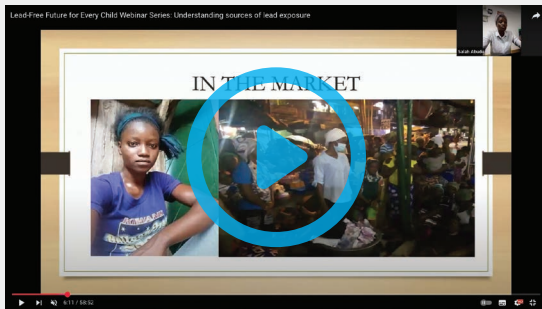 Lead-Free Future for Every Child Webinar Series: Understanding sources of lead exposure
IN THE MARKET
6:11 / 58:52